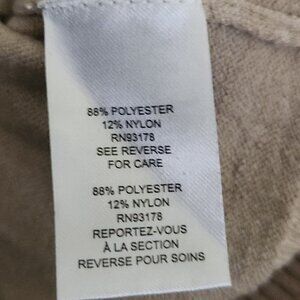 88% POLYESTER
12% NYLON
RN93178
SEE REVERSE
FOR CARE
88% POLYESTER
12% NYLON
RN93178
REPORTEZ-VOUS
À LA SECTION
REVERSE POUR SOINS